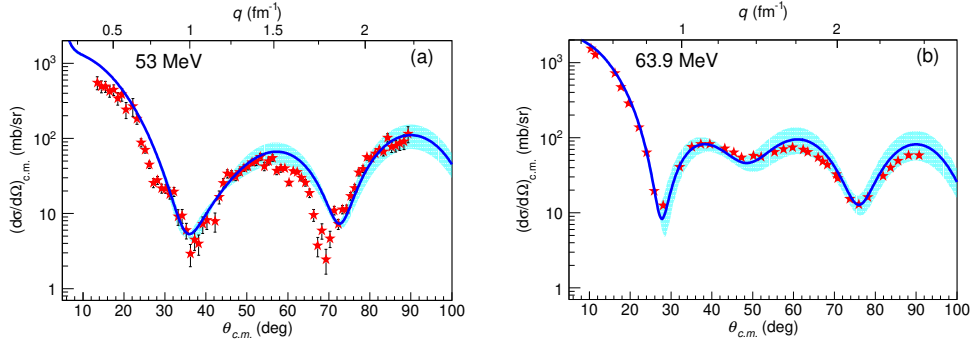 q (fm⁻¹)
0.5 1 1.5 2
53 MeV (a)
(dσ/dΩ)c.m. (mb/sr)
10³
10²
10
1
10 20 30 40 50 60 70 80 90 100
θc.m. (deg)
q (fm⁻¹)
1 2
63.9 MeV (b)
(dσ/dΩ)c.m. (mb/sr)
10³
10²
10
1
10 20 30 40 50 60 70 80 90 100
θc.m. (deg)